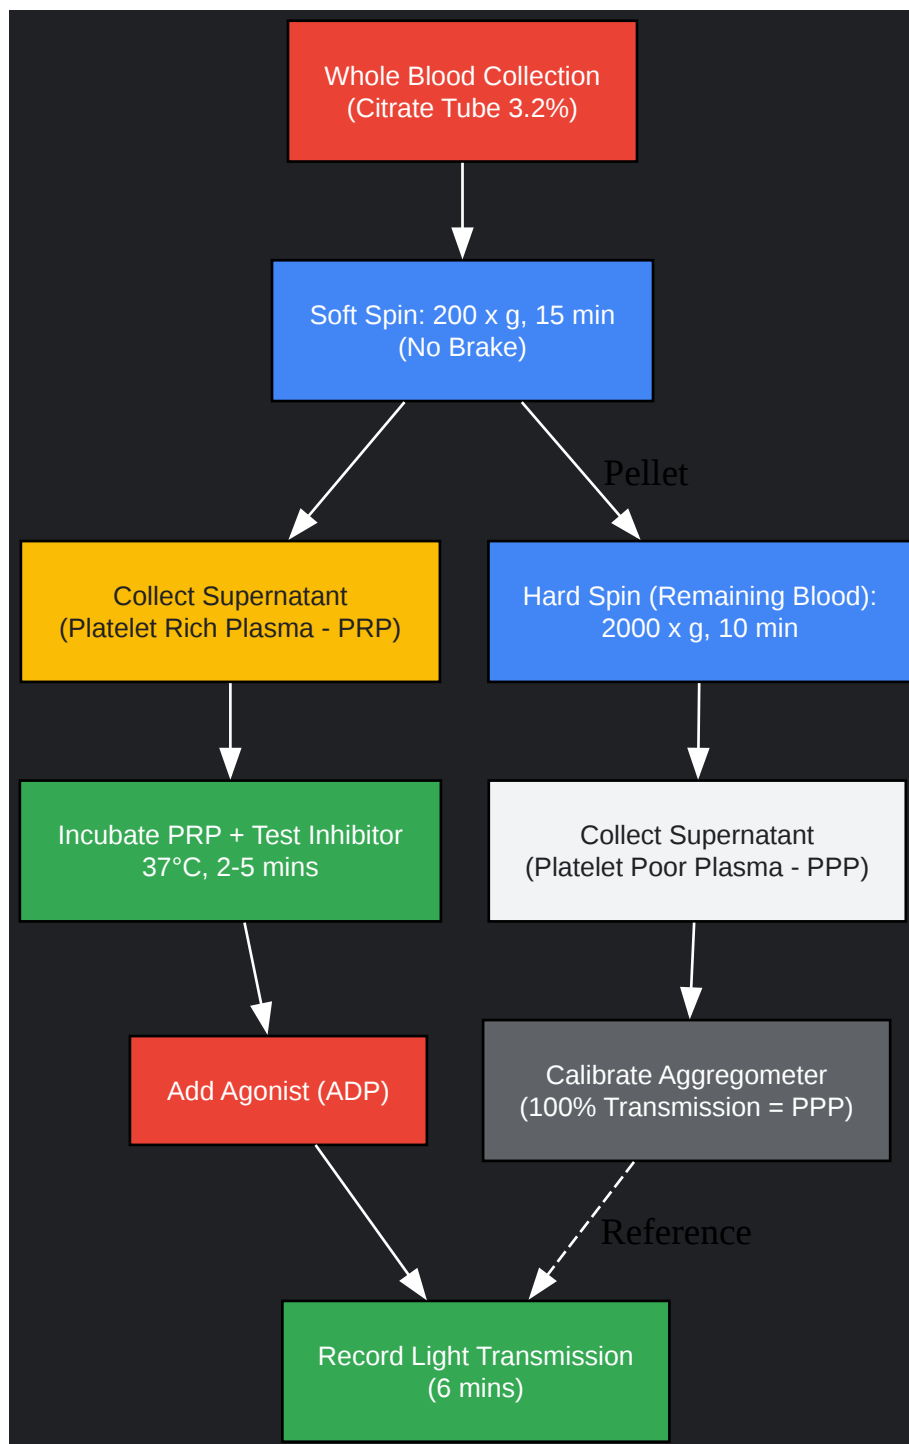 Whole Blood Collection
(Citrate Tube 3.2%)
Soft Spin: 200 x g, 15 min
(No Brake)
Pellet
Collect Supernatant
(Platelet Rich Plasma - PRP)
Hard Spin (Remaining Blood):
2000 x g, 10 min
Incubate PRP + Test Inhibitor
37°C, 2-5 mins
Collect Supernatant
(Platelet Poor Plasma - PPP)
Add Agonist (ADP)
Calibrate Aggregometer
(100% Transmission = PPP)
Reference
Record Light Transmission
(6 mins)